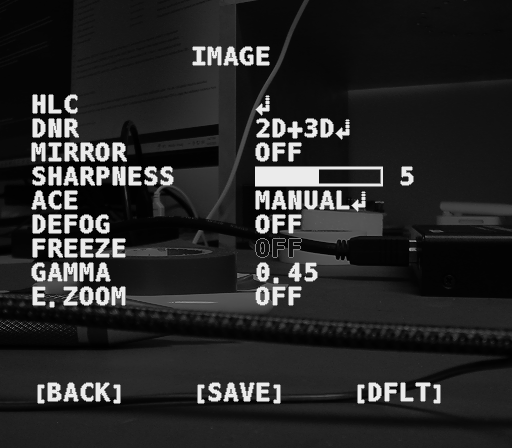 IMAGE
HLC ↲
DNR 2D+3D↲
MIRROR OFF
SHARPNESS 5
ACE MANUAL↲
DEFOG OFF
FREEZE OFF
GAMMA 0.45
E.ZOOM OFF
[BACK] [SAVE] [DFLT]